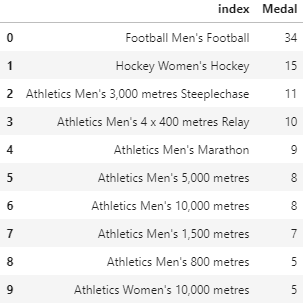 index Medal
0 Football Men's Football 34
1 Hockey Women's Hockey 15
2 Athletics Men's 3,000 metres Steeplechase 11
3 Athletics Men's 4 x 400 metres Relay 10
4 Athletics Men's Marathon 9
5 Athletics Men's 5,000 metres 8
6 Athletics Men's 10,000 metres 8
7 Athletics Men's 1,500 metres 7
8 Athletics Men's 800 metres 5
9 Athletics Women's 10,000 metres 5